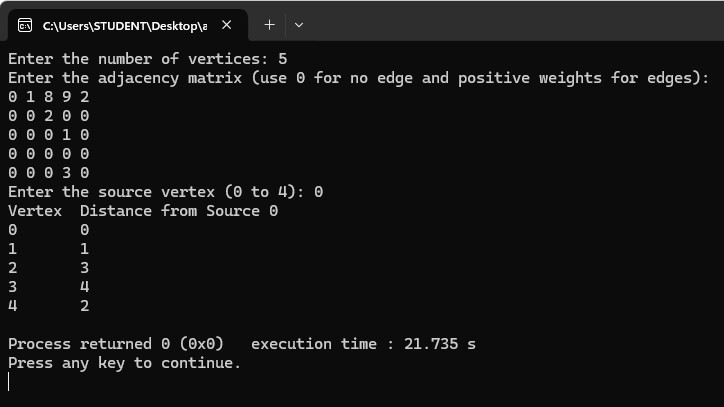 C:\Users\STUDENT\Desktop\a
Enter the number of vertices: 5
Enter the adjacency matrix (use 0 for no edge and positive weights for edges):
0 1 8 9 2
0 0 2 0 0
0 0 0 1 0
0 0 0 0 0
0 0 0 3 0
Enter the source vertex (0 to 4): 0
Vertex  Distance from Source 0
0       0
1       1
2       3
3       4
4       2
Process returned 0 (0x0)   execution time : 21.735 s
Press any key to continue.